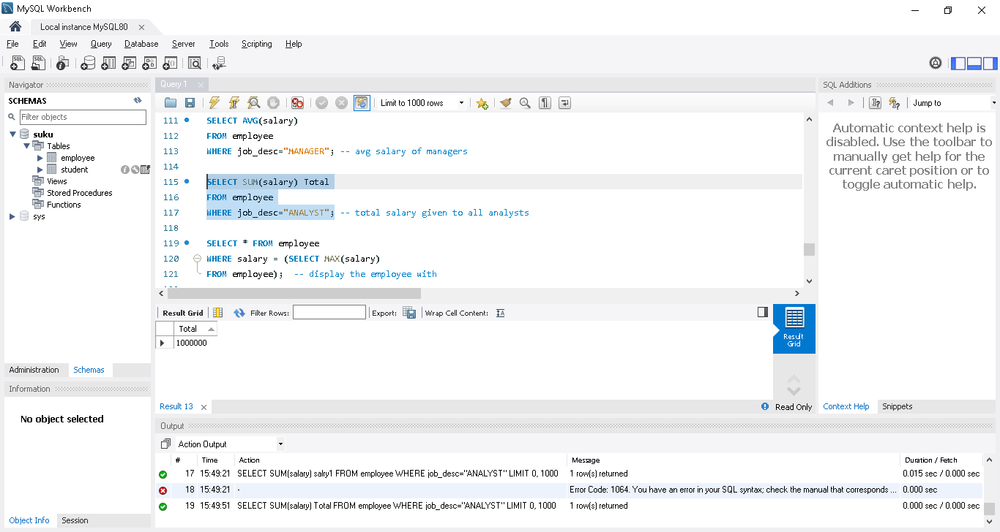 MySQL Workbench
Local instance MySQL80
File Edit View Query Database Server Tools Scripting Help
Navigator
SCHEMAS
Filter objects
suku
Tables
employee
student
Views
Stored Procedures
Functions
sys
Administration Schemas
Information
No object selected
Object Info Session
Query 1
Limit to 1000 rows
111 SELECT AVG(salary)
112 FROM employee
113 WHERE job_desc="MANAGER"; -- avg salary of managers
114
115 SELECT SUM(salary) Total
116 FROM employee
117 WHERE job_desc="ANALYST"; -- total salary given to all analysts
118
119 SELECT * FROM employee
120 WHERE salary = (SELECT MAX(salary)
121 FROM employee); -- display the employee with
Result Grid Filter Rows: Export: Wrap Cell Content:
Total
1000000
Result
Grid
Result 13
Read Only
SQL Additions
Jump to
Automatic context help is
disabled. Use the toolbar to
manually get help for the
current caret position or to
toggle automatic help.
Context Help Snippets
Output
Action Output
# Time Action Message Duration / Fetch
17 15:49:21 SELECT SUM(salary) salry1 FROM employee WHERE job_desc="ANALYST" LIMIT 0, 1000 1 row(s) returned 0.015 sec / 0.000 sec
18 15:49:21 - Error Code: 1064. You have an error in your SQL syntax; check the manual that corresponds ... 0.000 sec
19 15:49:51 SELECT SUM(salary) Total FROM employee WHERE job_desc="ANALYST" LIMIT 0, 1000 1 row(s) returned 0.000 sec / 0.000 sec